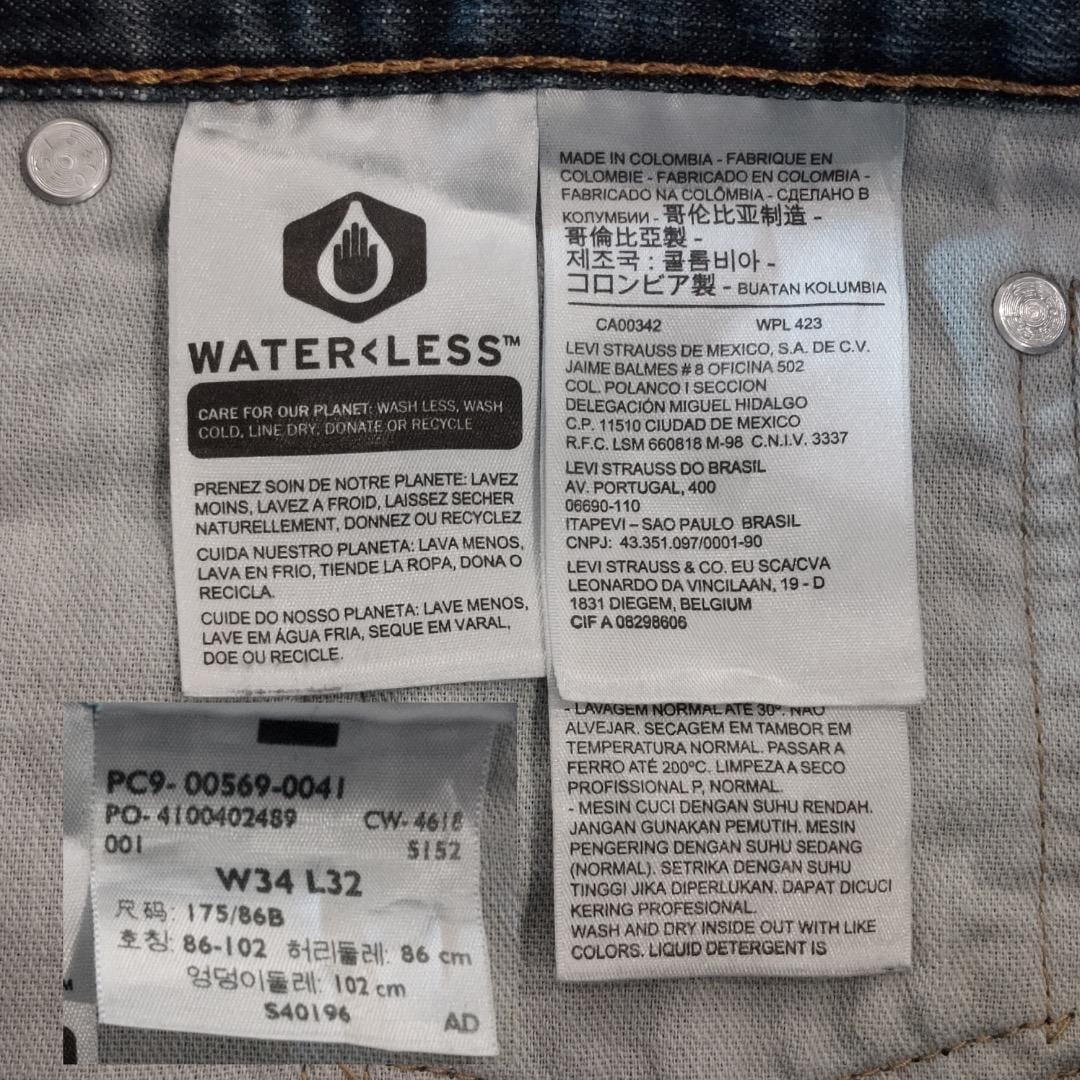 WATER<LESS™
CARE FOR OUR PLANET: WASH LESS, WASH
COLD, LINE DRY, DONATE OR RECYCLE
PRENEZ SOIN DE NOTRE PLANETE: LAVEZ
MOINS, LAVEZ A FROID, LAISSEZ SECHER
NATURELLEMENT, DONNEZ OU RECYCLEZ
CUIDA NUESTRO PLANETA: LAVA MENOS,
LAVA EN FRIO, TIENDE LA ROPA, DONA O
RECICLA.
CUIDE DO NOSSO PLANETA: LAVE MENOS,
LAVE EM ÁGUA FRIA, SEQUE EM VARAL,
DOE OU RECICLE.
MADE IN COLOMBIA - FABRIQUE EN
COLOMBIE - FABRICADO EN COLOMBIA -
FABRICADO NA COLÔMBIA - СДЕЛАНО В
КОЛУМБИИ - 哥伦比亚制造 -
哥倫比亞製 -
제조국 : 콜롬비아 -
コロンビア製 - BUATAN KOLUMBIA
CA00342 WPL 423
LEVI STRAUSS DE MEXICO, S.A. DE C.V.
JAIME BALMES # 8 OFICINA 502
COL. POLANCO I SECCION
DELEGACIÓN MIGUEL HIDALGO
C.P. 11510 CIUDAD DE MEXICO
R.F.C. LSM 660818 M-98 C.N.I.V. 3337
LEVI STRAUSS DO BRASIL
AV. PORTUGAL, 400
06690-110
ITAPEVI – SAO PAULO BRASIL
CNPJ: 43.351.097/0001-90
LEVI STRAUSS & CO. EU SCA/CVA
LEONARDO DA VINCILAAN, 19 - D
1831 DIEGEM, BELGIUM
CIF A 08298606
- LAVAGEM NORMAL ATÉ 30º. NÃO
ALVEJAR. SECAGEM EM TAMBOR EM
TEMPERATURA NORMAL. PASSAR A
FERRO ATÉ 200ºC. LIMPEZA A SECO
PROFISSIONAL P, NORMAL.
- MESIN CUCI DENGAN SUHU RENDAH.
JANGAN GUNAKAN PEMUTIH. MESIN
PENGERING DENGAN SUHU SEDANG
(NORMAL). SETRIKA DENGAN SUHU
TINGGI JIKA DIPERLUKAN. DAPAT DICUCI
KERING PROFESIONAL.
WASH AND DRY INSIDE OUT WITH LIKE
COLORS. LIQUID DETERGENT IS
PC9- 00569-0041
PO- 4100402489 CW- 4618
001 5152
W34 L32
尺码: 175/86B
호칭: 86-102 허리둘레: 86 cm
엉덩이둘레: 102 cm
S40196
AD